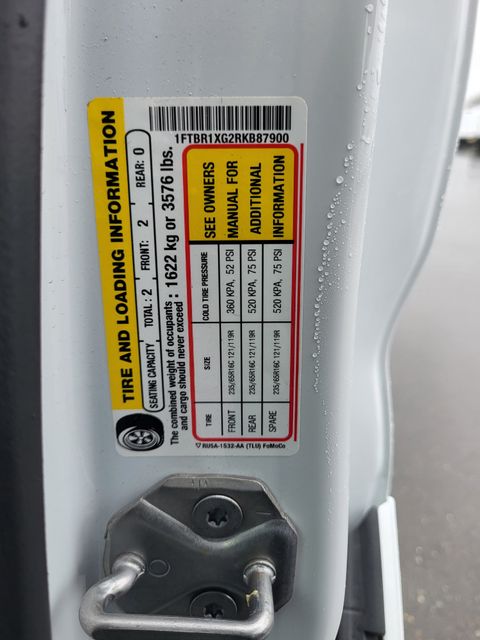 1FTBR1XG2RKB87900
TIRE AND LOADING INFORMATION
SEATING CAPACITY TOTAL: 2 FRONT: 2 REAR: 0
The combined weight of occupants : 1622 kg or 3576 lbs.
and cargo should never exceed
TIRE SIZE COLD TIRE PRESSURE SEE OWNERS
FRONT 235/65R16C 121/119R 360 KPA, 52 PSI MANUAL FOR
REAR 235/65R16C 121/119R 520 KPA, 75 PSI ADDITIONAL
SPARE 235/65R16C 121/119R 520 KPA, 75 PSI INFORMATION
RU5A-1532-AA (TLU) FoMoCo